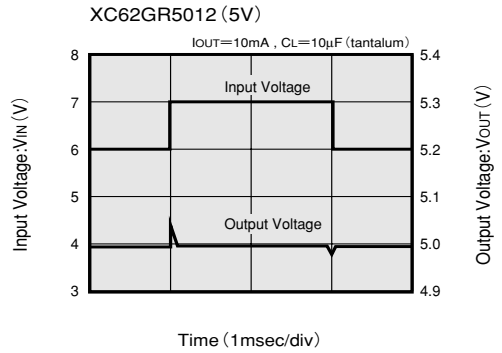 XC62GR5012 (5V)
IOUT=10mA , CL=10μF (tantalum)
Input Voltage:VIN (V)
8
7
6
5
4
3
Input Voltage
Output Voltage
5.4
5.3
5.2
5.1
5.0
4.9
Output Voltage:VOUT (V)
Time (1msec/div)